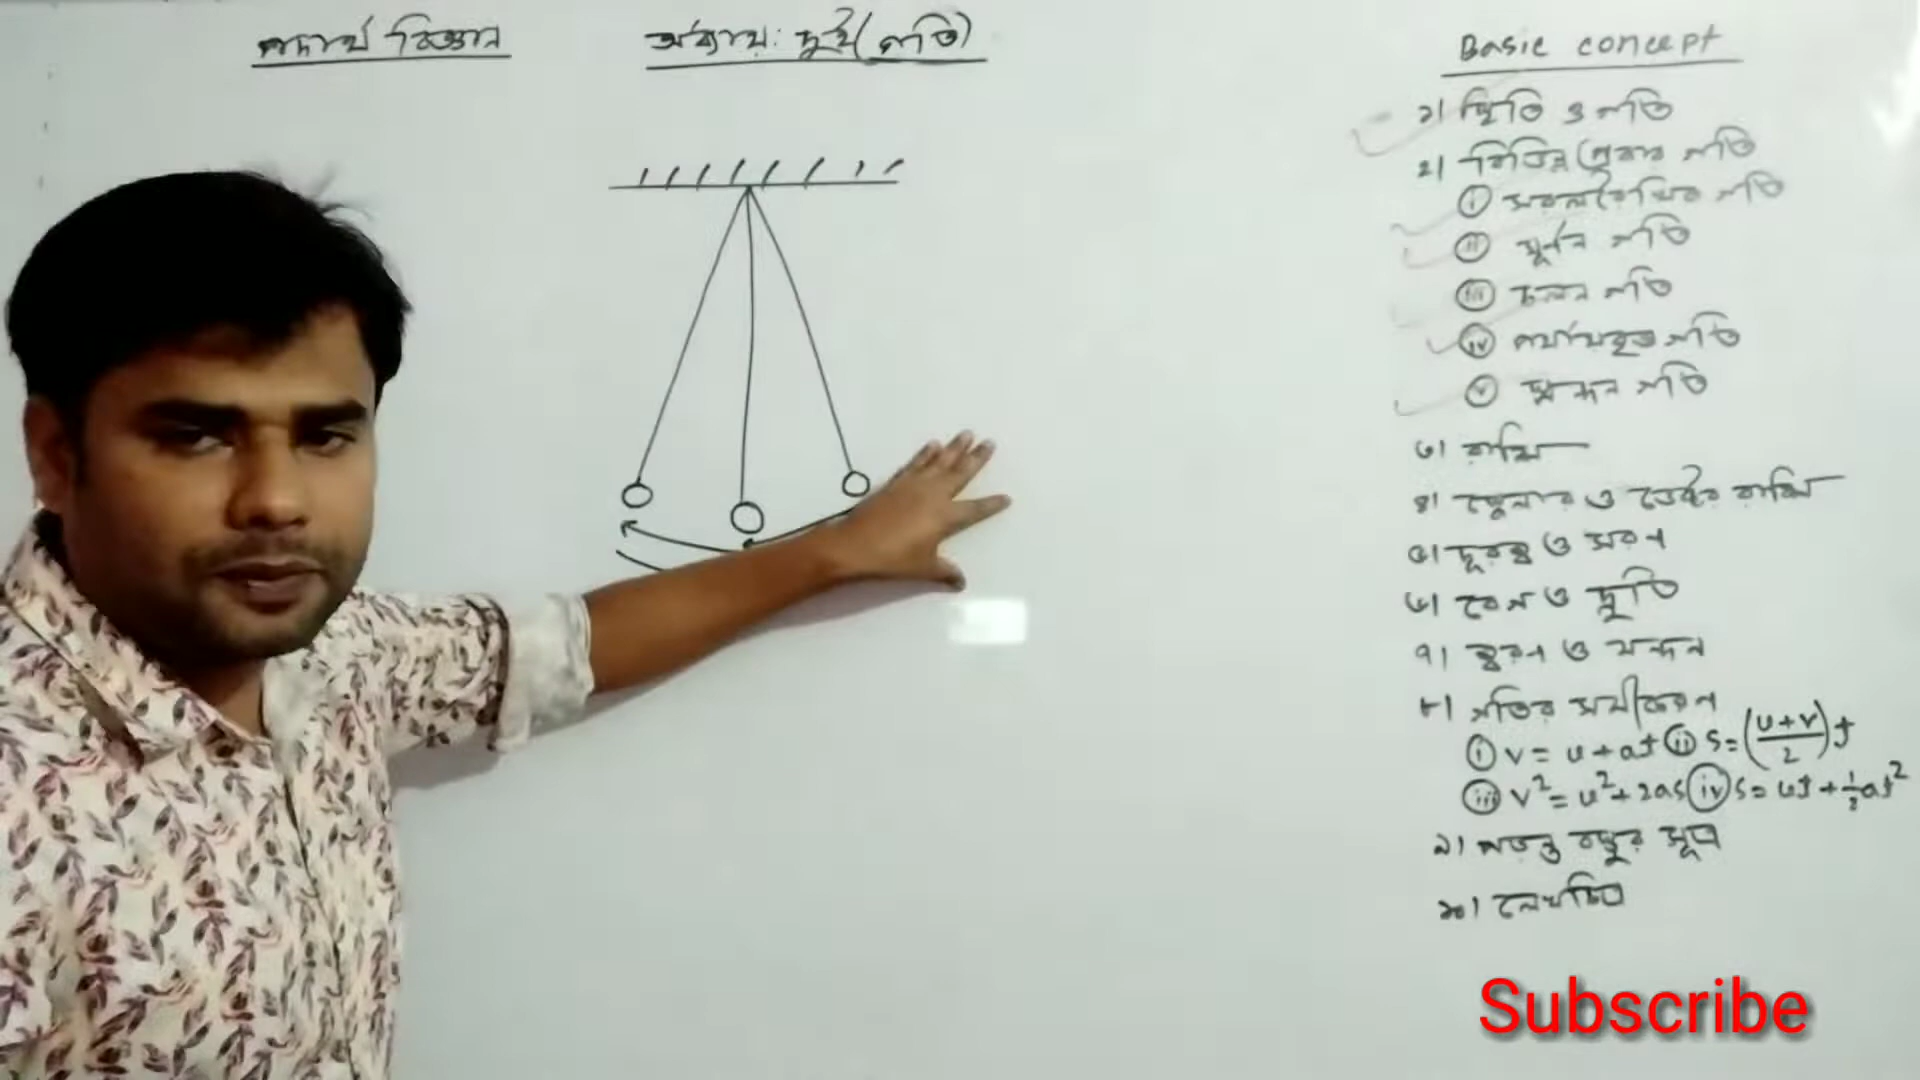 পদার্থ বিজ্ঞান
অধ্যায়: দুই (গতি)
Basic concept
১। স্থিতি ও গতি
২। বিভিন্ন প্রকার গতি
i সরলরৈখিক গতি
ii ঘূর্ণন গতি
iii চলন গতি
iv পর্যায়বৃত্ত গতি
v স্পন্দন গতি
৩। রাশি
৪। স্কেলার ও ভেক্টর রাশি
৫। দূরত্ব ও সরণ
৬। বেগ ও দ্রুতি
৭। ত্বরণ ও মন্দন
৮। গতির সমীকরণ
i v = u + at ii s = (u+v/2)t
iii v² = u² + 2as iv s = ut + ½at²
৯। পড়ন্ত বস্তুর সূত্র
১০। লেখচিত্র
Subscribe